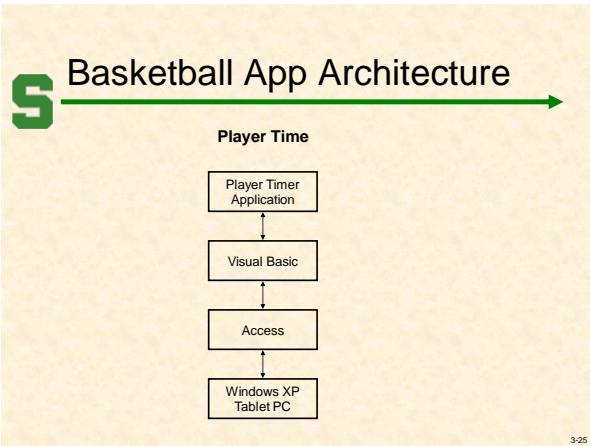 S
Basketball App Architecture
Player Time
Player Timer
Application
Visual Basic
Access
Windows XP
Tablet PC
3-25